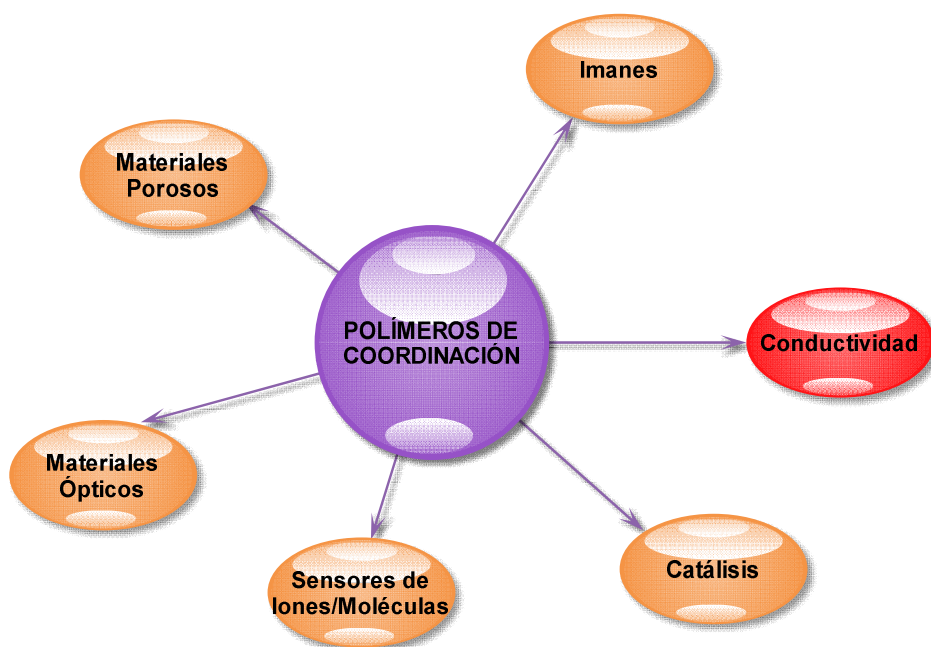 Imanes
Materiales
Porosos
POLÍMEROS DE
COORDINACIÓN
Conductividad
Materiales
Ópticos
Sensores de
Iones/Moléculas
Catálisis